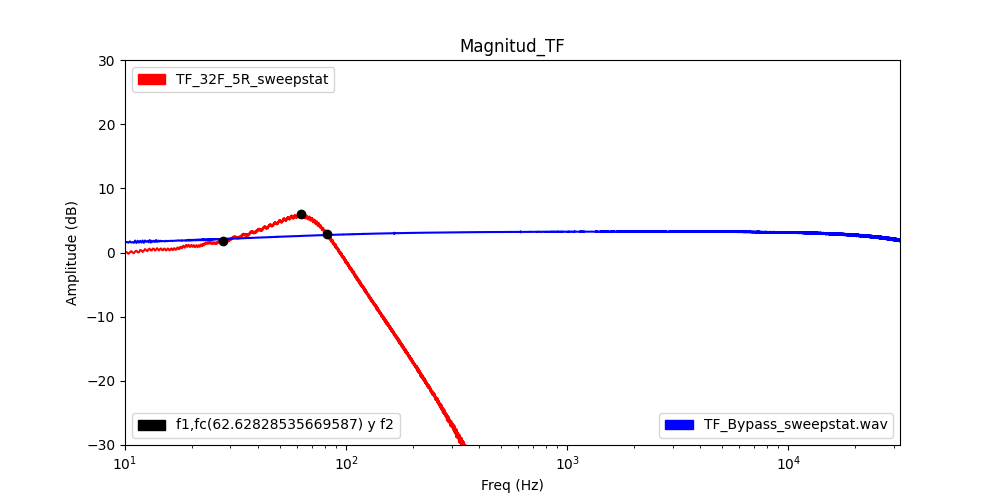 Magnitud_TF
30
TF_32F_5R_sweepstat
20
10
0
−10
−20
−30
Amplitude (dB)
f1,fc(62.62828535669587) y f2
TF_Bypass_sweepstat.wav
10¹ 10² 10³ 10⁴
Freq (Hz)